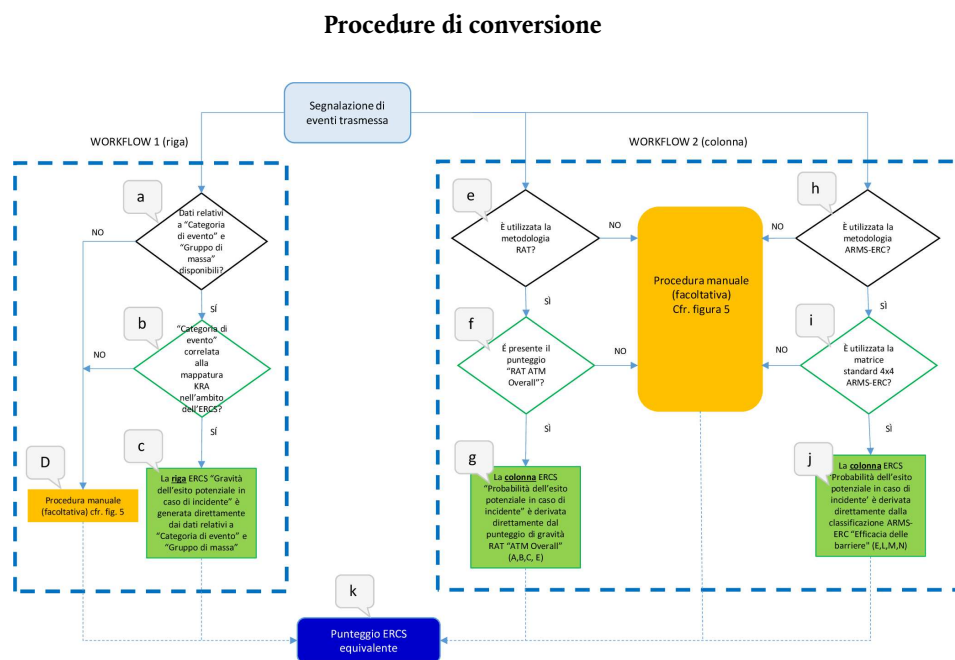 Procedure di conversione
Segnalazione di
eventi trasmessa
WORKFLOW 1 (riga)
a
Dati relativi
a “Categoria
di evento” e
“Gruppo di
massa”
disponibili?
NO
SÍ
b
“Categoria di
evento”
correlata
alla
mappatura
KRA
nell’ambito
dell’ERCS?
NO
SÍ
c
La riga ERCS “Gravità
dell’esito potenziale in
caso di incidente” è
generata direttamente
dai dati relativi a
“Categoria di evento” e
“Gruppo di massa”
D
Procedura manuale
(facoltativa) cfr. fig. 5
WORKFLOW 2 (colonna)
e
È utilizzata la
metodologia
RAT?
NO
SÌ
f
É presente il
punteggio
“RAT ATM
Overall”?
NO
SÌ
g
La colonna ERCS
“Probabilità dell’esito
potenziale in caso di
incidente” è derivata
direttamente dal
punteggio di gravità
RAT “ATM Overall”
(A,B,C, E)
Procedura manuale
(facoltativa)
Cfr. figura 5
h
È utilizzata la
metodologia
ARMS-ERC?
NO
SÌ
i
È utilizzata la
matrice
standard 4x4
ARMS-ERC?
NO
SÌ
j
La colonna ERCS
“Probabilità dell’esito
potenziale in caso di
incidente’ è derivata
direttamente dalla
classificazione ARMS-
ERC “Efficacia delle
barriere” (E,L,M,N)
k
Punteggio ERCS
equivalente